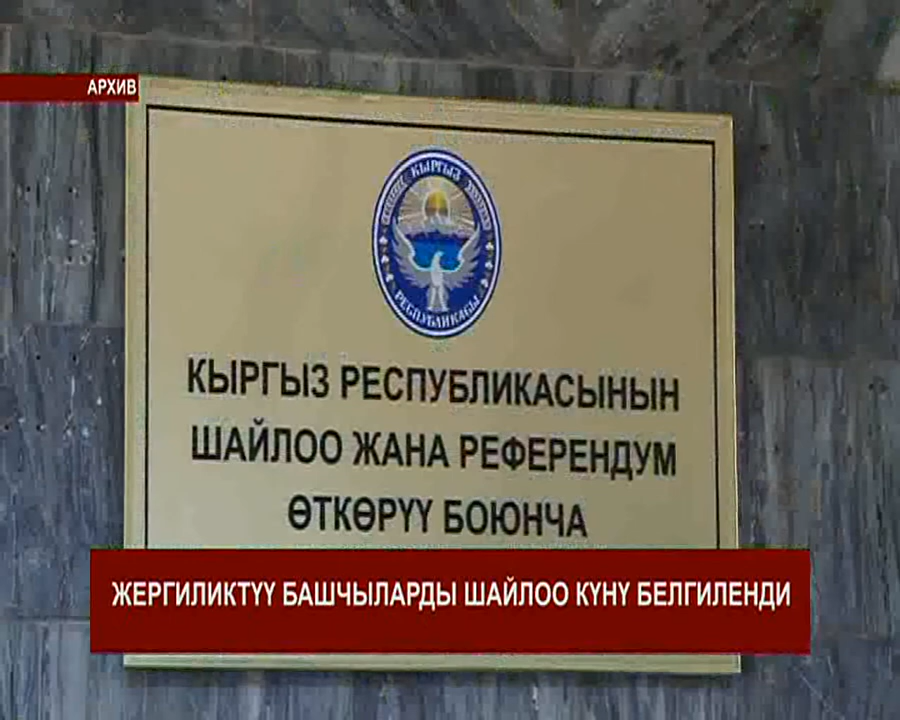 АРХИВ
КЫРГЫЗ
РЕСПУБЛИКАСЫ
КЫРГЫЗ РЕСПУБЛИКАСЫНЫН
ШАЙЛОО ЖАНА РЕФЕРЕНДУМ
ӨТКӨРҮҮ БОЮНЧА
ЖЕРГИЛИКТҮҮ БАШЧЫЛАРДЫ ШАЙЛОО КҮНҮ БЕЛГИЛЕНДИ